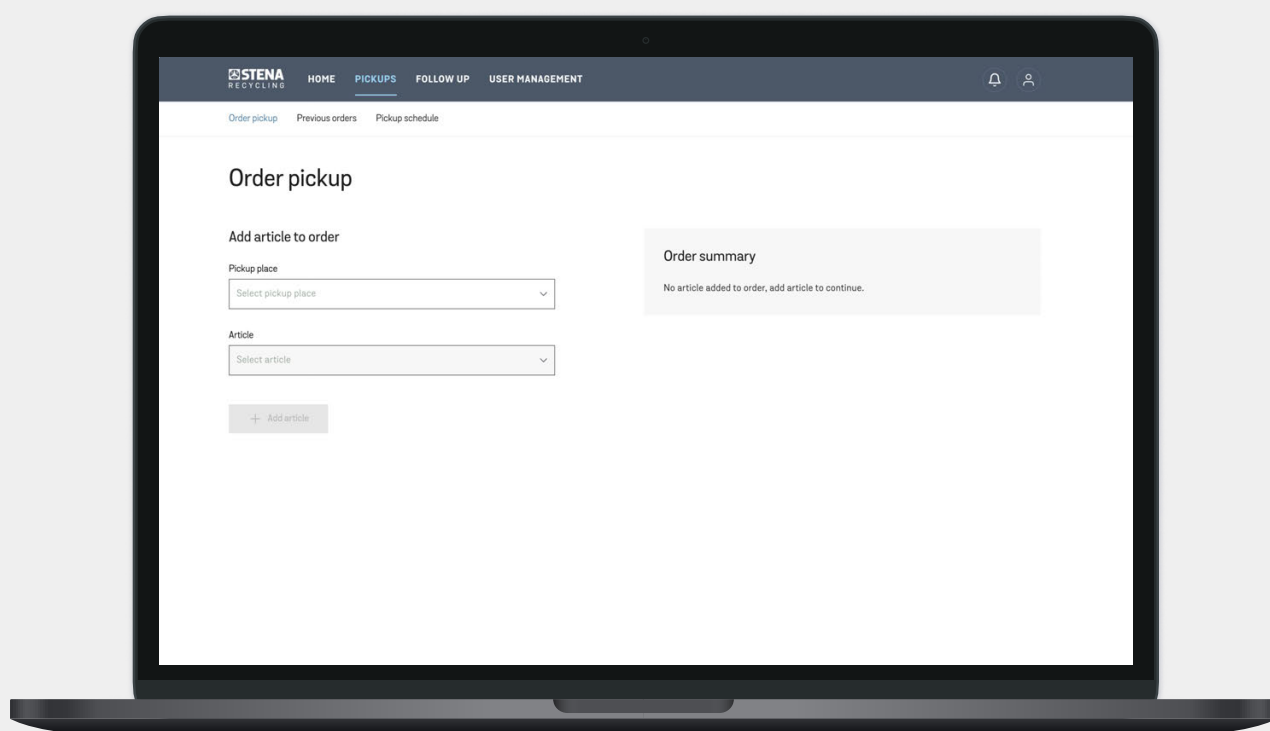 STENA
RECYCLING
HOME PICKUPS FOLLOW UP USER MANAGEMENT
Order pickup Previous orders Pickup schedule
Order pickup
Add article to order
Pickup place
Select pickup place
Article
Select article
+ Add article
Order summary
No article added to order, add article to continue.